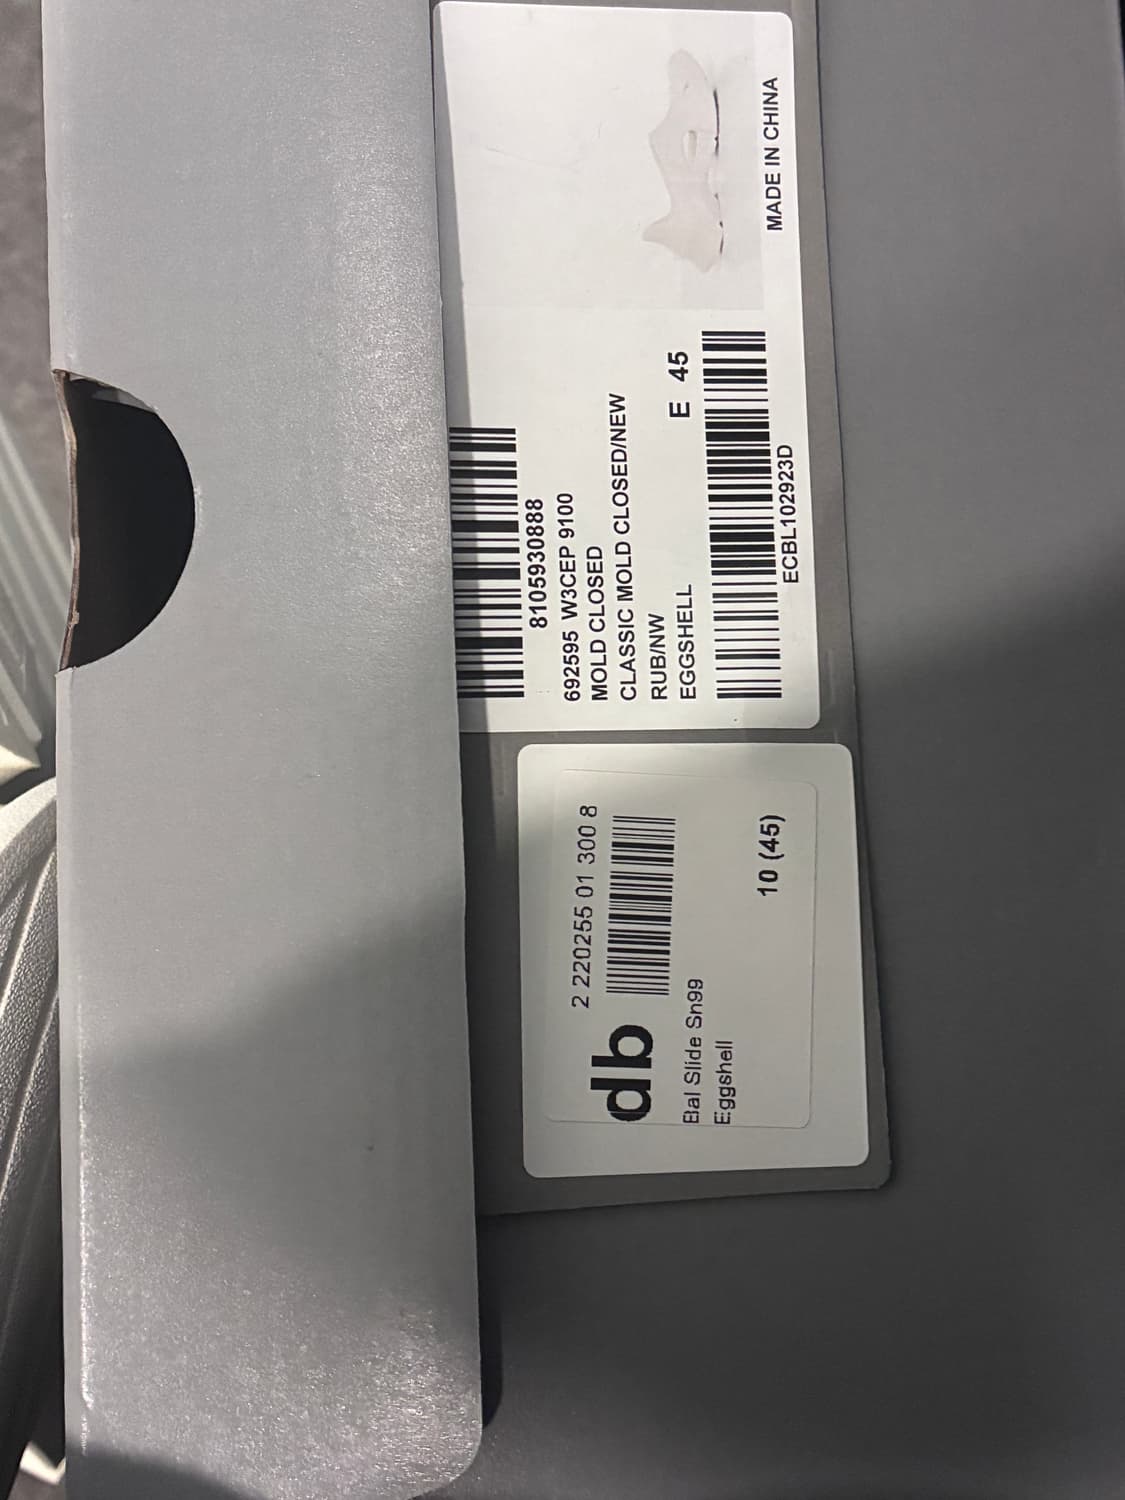 8105930888
692595 W3CEP 9100
MOLD CLOSED
CLASSIC MOLD CLOSED/NEW
RUB/NW
EGGSHELL
E 45
ECBL102923D
MADE IN CHINA
2 220255 01 300 8
db
Bal Slide Sn99
Eggshell
10 (45)